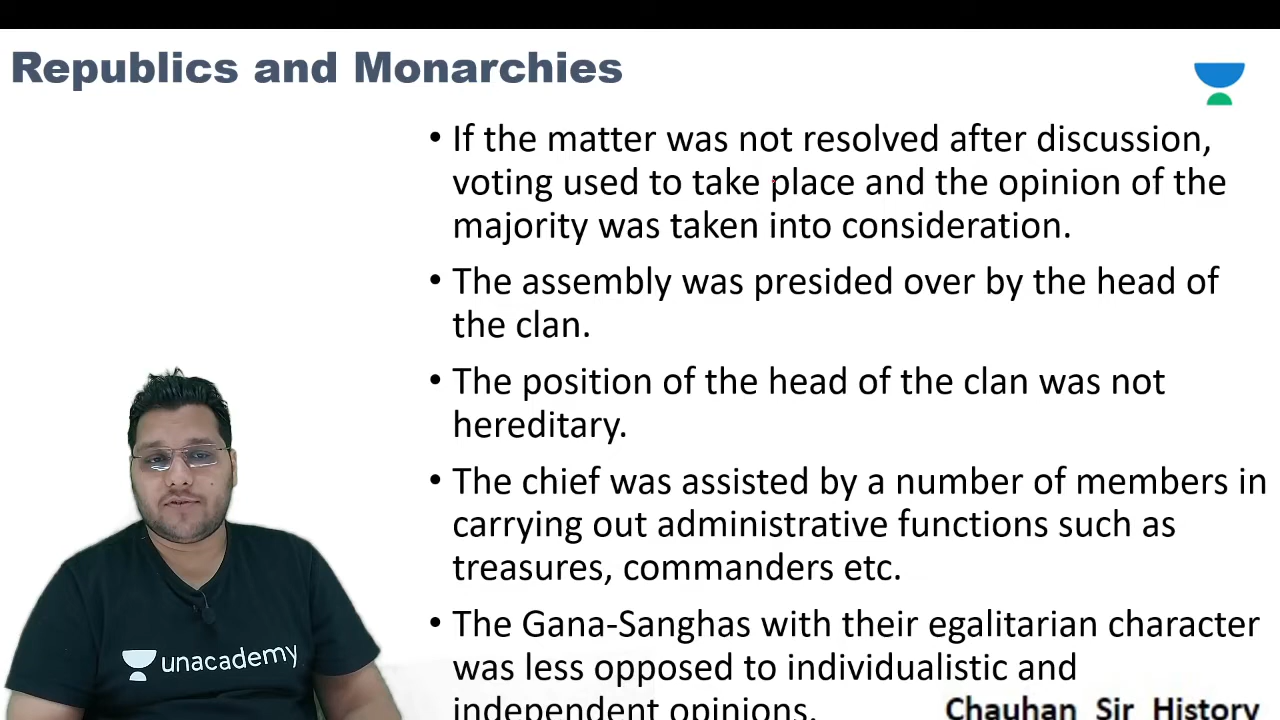 Republics and Monarchies
• If the matter was not resolved after discussion,
voting used to take place and the opinion of the
majority was taken into consideration.
• The assembly was presided over by the head of
the clan.
• The position of the head of the clan was not
hereditary.
• The chief was assisted by a number of members in
carrying out administrative functions such as
treasures, commanders etc.
• The Gana-Sanghas with their egalitarian character
was less opposed to individualistic and
independent opinions.
unacademy
Chauhan Sir History